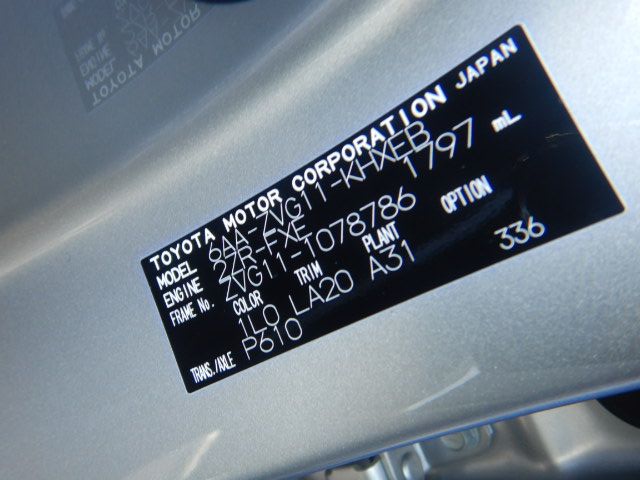 TOYOTA MOTOR CORPORATION JAPAN
MODEL 6AA-ZVG11-KHXEB
ENGINE 2ZR-FXE 1797 mL
FRAME No. ZVG11-1078786
COLOR TRIM PLANT OPTION
1L0 LA20 A31 336
TRANS./AXLE P610